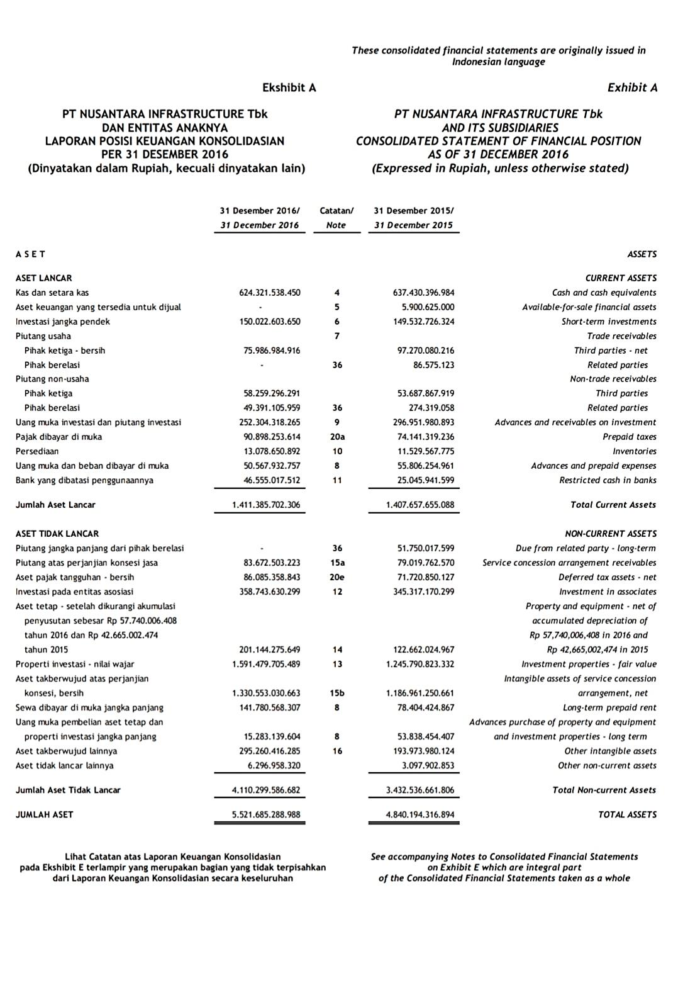 These consolidated financial statements are originally issued in
Indonesian language
Ekshibit A Exhibit A
PT NUSANTARA INFRASTRUCTURE Tbk PT NUSANTARA INFRASTRUCTURE Tbk
DAN ENTITAS ANAKNYA AND ITS SUBSIDIARIES
LAPORAN POSISI KEUANGAN KONSOLIDASIAN CONSOLIDATED STATEMENT OF FINANCIAL POSITION
PER 31 DESEMBER 2016 AS OF 31 DECEMBER 2016
(Dinyatakan dalam Rupiah, kecuali dinyatakan lain) (Expressed in Rupiah, unless otherwise stated)
31 Desember 2016/ Catatan/ 31 Desember 2015/
31 December 2016 Note 31 December 2015
A S E T ASSETS
ASET LANCAR CURRENT ASSETS
Kas dan setara kas 624.321.538.450 4 637.430.396.984 Cash and cash equivalents
Aset keuangan yang tersedia untuk dijual - 5 5.900.625.000 Available-for-sale financial assets
Investasi jangka pendek 150.022.603.650 6 149.532.726.324 Short-term investments
Piutang usaha 7 Trade receivables
Pihak ketiga - bersih 75.986.984.916 97.270.080.216 Third parties - net
Pihak berelasi - 36 86.575.123 Related parties
Piutang non-usaha Non-trade receivables
Pihak ketiga 58.259.296.291 53.687.867.919 Third parties
Pihak berelasi 49.391.105.959 36 274.319.058 Related parties
Uang muka investasi dan piutang investasi 252.304.318.265 9 296.951.980.893 Advances and receivables on investment
Pajak dibayar di muka 90.898.253.614 20a 74.141.319.236 Prepaid taxes
Persediaan 13.078.650.892 10 11.529.567.775 Inventories
Uang muka dan beban dibayar di muka 50.567.932.757 8 55.806.254.961 Advances and prepaid expenses
Bank yang dibatasi penggunaannya 46.555.017.512 11 25.045.941.599 Restricted cash in banks
Jumlah Aset Lancar 1.411.385.702.306 1.407.657.655.088 Total Current Assets
ASET TIDAK LANCAR NON-CURRENT ASSETS
Piutang jangka panjang dari pihak berelasi - 36 51.750.017.599 Due from related party - long-term
Piutang atas perjanjian konsesi jasa 83.672.503.223 15a 79.019.762.570 Service concession arrangement receivables
Aset pajak tangguhan - bersih 86.085.358.843 20e 71.720.850.127 Deferred tax assets - net
Investasi pada entitas asosiasi 358.743.630.299 12 345.317.170.299 Investment in associates
Aset tetap - setelah dikurangi akumulasi Property and equipment - net of
penyusutan sebesar Rp 57.740.006.408 accumulated depreciation of
tahun 2016 dan Rp 42.665.002.474 Rp 57,740,006,408 in 2016 and
tahun 2015 201.144.275.649 14 122.662.024.967 Rp 42,665,002,474 in 2015
Properti investasi - nilai wajar 1.591.479.705.489 13 1.245.790.823.332 Investment properties - fair value
Aset takberwujud atas perjanjian Intangible assets of service concession
konsesi, bersih 1.330.553.030.663 15b 1.186.961.250.661 arrangement, net
Sewa dibayar di muka jangka panjang 141.780.568.307 8 78.404.424.867 Long-term prepaid rent
Uang muka pembelian aset tetap dan Advances purchase of property and equipment
properti investasi jangka panjang 15.283.139.604 8 53.838.454.407 and investment properties - long term
Aset takberwujud lainnya 295.260.416.285 16 193.973.980.124 Other intangible assets
Aset tidak lancar lainnya 6.296.958.320 3.097.902.853 Other non-current assets
Jumlah Aset Tidak Lancar 4.110.299.586.682 3.432.536.661.806 Total Non-current Assets
JUMLAH ASET 5.521.685.288.988 4.840.194.316.894 TOTAL ASSETS
Lihat Catatan atas Laporan Keuangan Konsolidasian See accompanying Notes to Consolidated Financial Statements
pada Ekshibit E terlampir yang merupakan bagian yang tidak terpisahkan on Exhibit E which are integral part
dari Laporan Keuangan Konsolidasian secara keseluruhan of the Consolidated Financial Statements taken as a whole